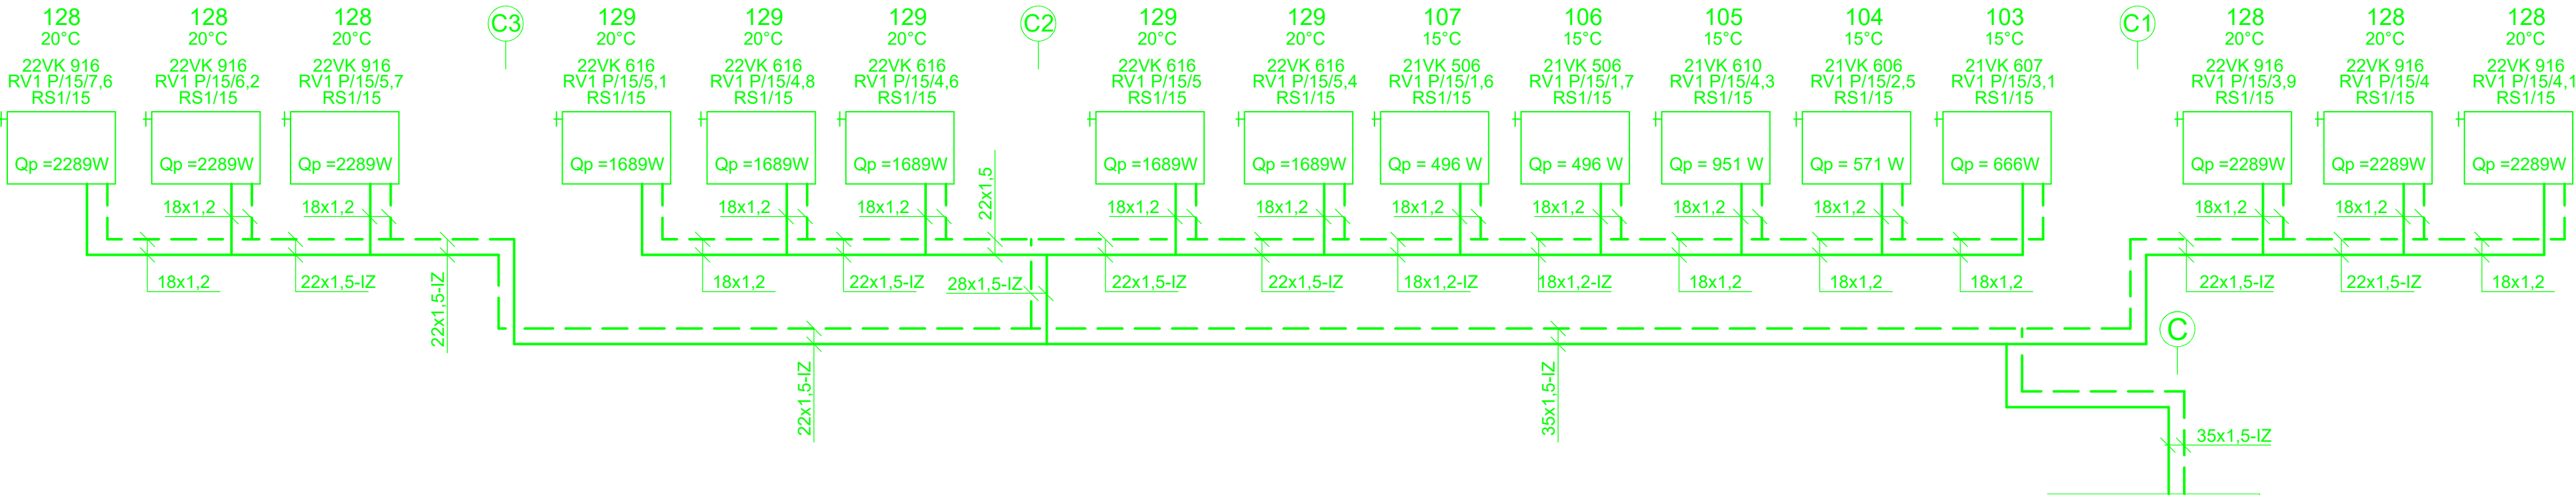 128
20°C
22VK 916
RV1 P/15/7,6
RS1/15
Qp =2289W
128
20°C
22VK 916
RV1 P/15/6,2
RS1/15
Qp =2289W
128
20°C
22VK 916
RV1 P/15/5,7
RS1/15
Qp =2289W
C3
129
20°C
22VK 616
RV1 P/15/5,1
RS1/15
Qp =1689W
129
20°C
22VK 616
RV1 P/15/4,8
RS1/15
Qp =1689W
129
20°C
22VK 616
RV1 P/15/4,6
RS1/15
Qp =1689W
C2
129
20°C
22VK 616
RV1 P/15/5
RS1/15
Qp =1689W
129
20°C
22VK 616
RV1 P/15/5,4
RS1/15
Qp =1689W
107
15°C
21VK 506
RV1 P/15/1,6
RS1/15
Qp = 496 W
106
15°C
21VK 506
RV1 P/15/1,7
RS1/15
Qp = 496 W
105
15°C
21VK 610
RV1 P/15/4,3
RS1/15
Qp = 951 W
104
15°C
21VK 606
RV1 P/15/2,5
RS1/15
Qp = 571 W
103
15°C
21VK 607
RV1 P/15/3,1
RS1/15
Qp = 666W
C1
128
20°C
22VK 916
RV1 P/15/3,9
RS1/15
Qp =2289W
128
20°C
22VK 916
RV1 P/15/4
RS1/15
Qp =2289W
128
20°C
22VK 916
RV1 P/15/4,1
RS1/15
Qp =2289W
18x1,2
18x1,2
18x1,2
18x1,2
22x1,5
18x1,2
18x1,2
18x1,2
18x1,2
18x1,2
18x1,2
18x1,2
18x1,2
18x1,2
22x1,5-IZ
22x1,5-IZ
18x1,2
22x1,5-IZ
28x1,5-IZ
22x1,5-IZ
22x1,5-IZ
18x1,2-IZ
18x1,2-IZ
18x1,2
18x1,2
18x1,2
22x1,5-IZ
22x1,5-IZ
18x1,2
C
22x1,5-IZ
35x1,5-IZ
35x1,5-IZ